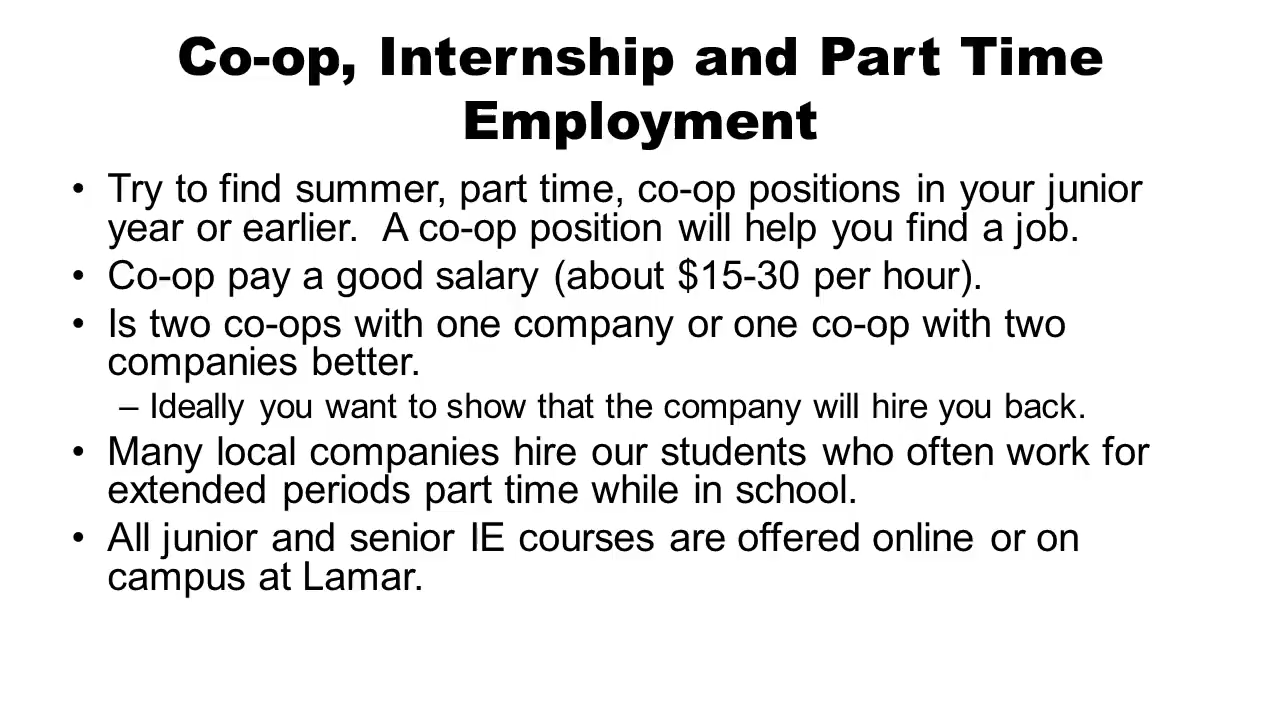 Co-op, Internship and Part Time
Employment
• Try to find summer, part time, co-op positions in your junior
year or earlier.  A co-op position will help you find a job.
• Co-op pay a good salary (about $15-30 per hour).
• Is two co-ops with one company or one co-op with two
companies better.
– Ideally you want to show that the company will hire you back.
• Many local companies hire our students who often work for
extended periods part time while in school.
• All junior and senior IE courses are offered online or on
campus at Lamar.